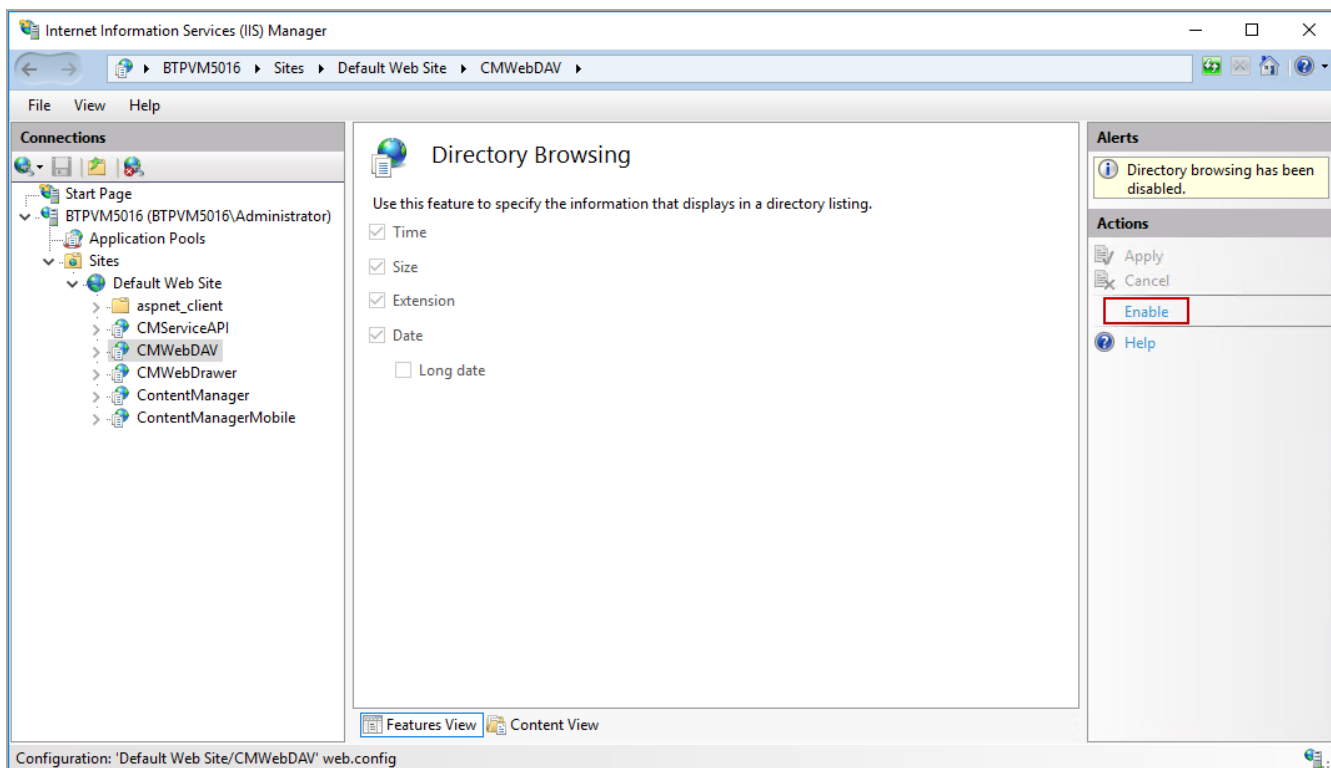 Internet Information Services (IIS) Manager
BTPVM5016 Sites Default Web Site CMWebDAV
File View Help
Connections
Start Page
BTPVM5016 (BTPVM5016\Administrator)
Application Pools
Sites
Default Web Site
aspnet_client
CMServiceAPI
CMWebDAV
CMWebDrawer
ContentManager
ContentManagerMobile
Directory Browsing
Use this feature to specify the information that displays in a directory listing.
Time
Size
Extension
Date
Long date
Features View Content View
Alerts
Directory browsing has been
disabled.
Actions
Apply
Cancel
Enable
Help
Configuration: 'Default Web Site/CMWebDAV' web.config